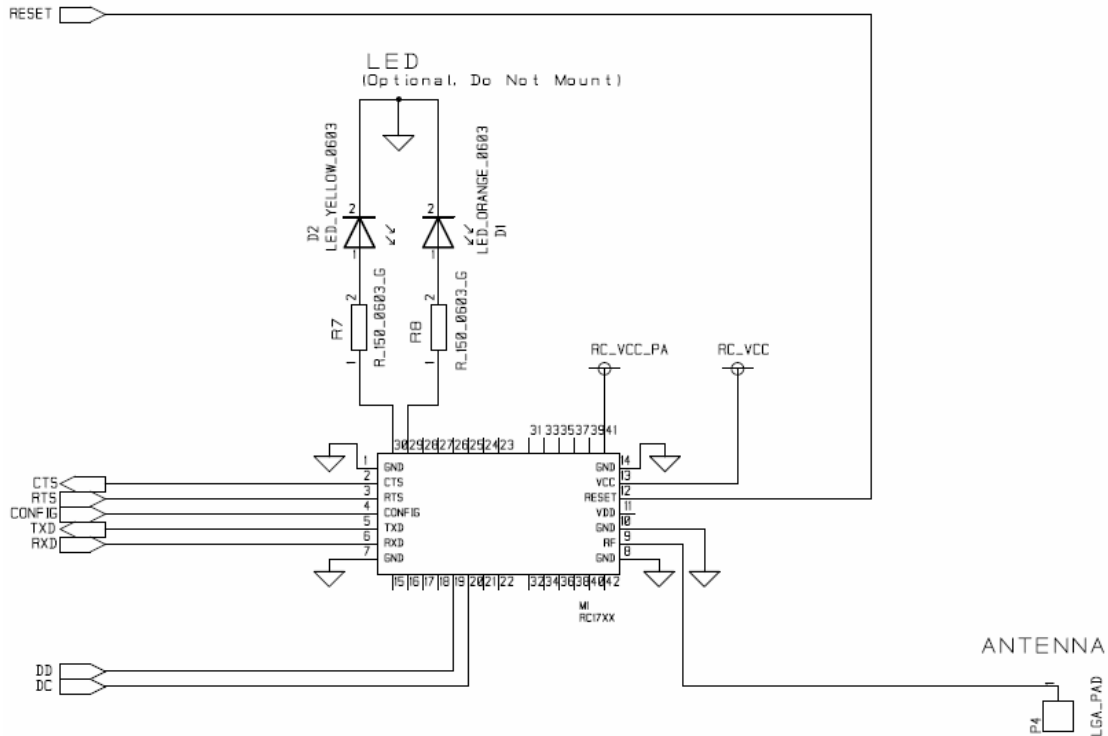 RESET
LED
(Optional, Do Not Mount)
D2
LED_YELLOW_0603
2
1
2
1
LED_ORANGE_0603
D1
R7
2
1
R_150_0603_G
R8
2
1
R_150_0603_G
RC_VCC_PA
RC_VCC
30 29 28 27 26 25 24 23
31 33 35 37 39 41
CTS
RTS
CONFIG
TXD
RXD
1 GND
2 CTS
3 RTS
4 CONFIG
5 TXD
6 RXD
7 GND
GND 14
VCC 13
RESET 12
VDD 11
GND 10
RF 9
GND 8
15 16 17 18 19 20 21 22
32 34 36 38 40 42
M1
RC17XX
DD
DC
ANTENNA
1
P4
LGA_PAD